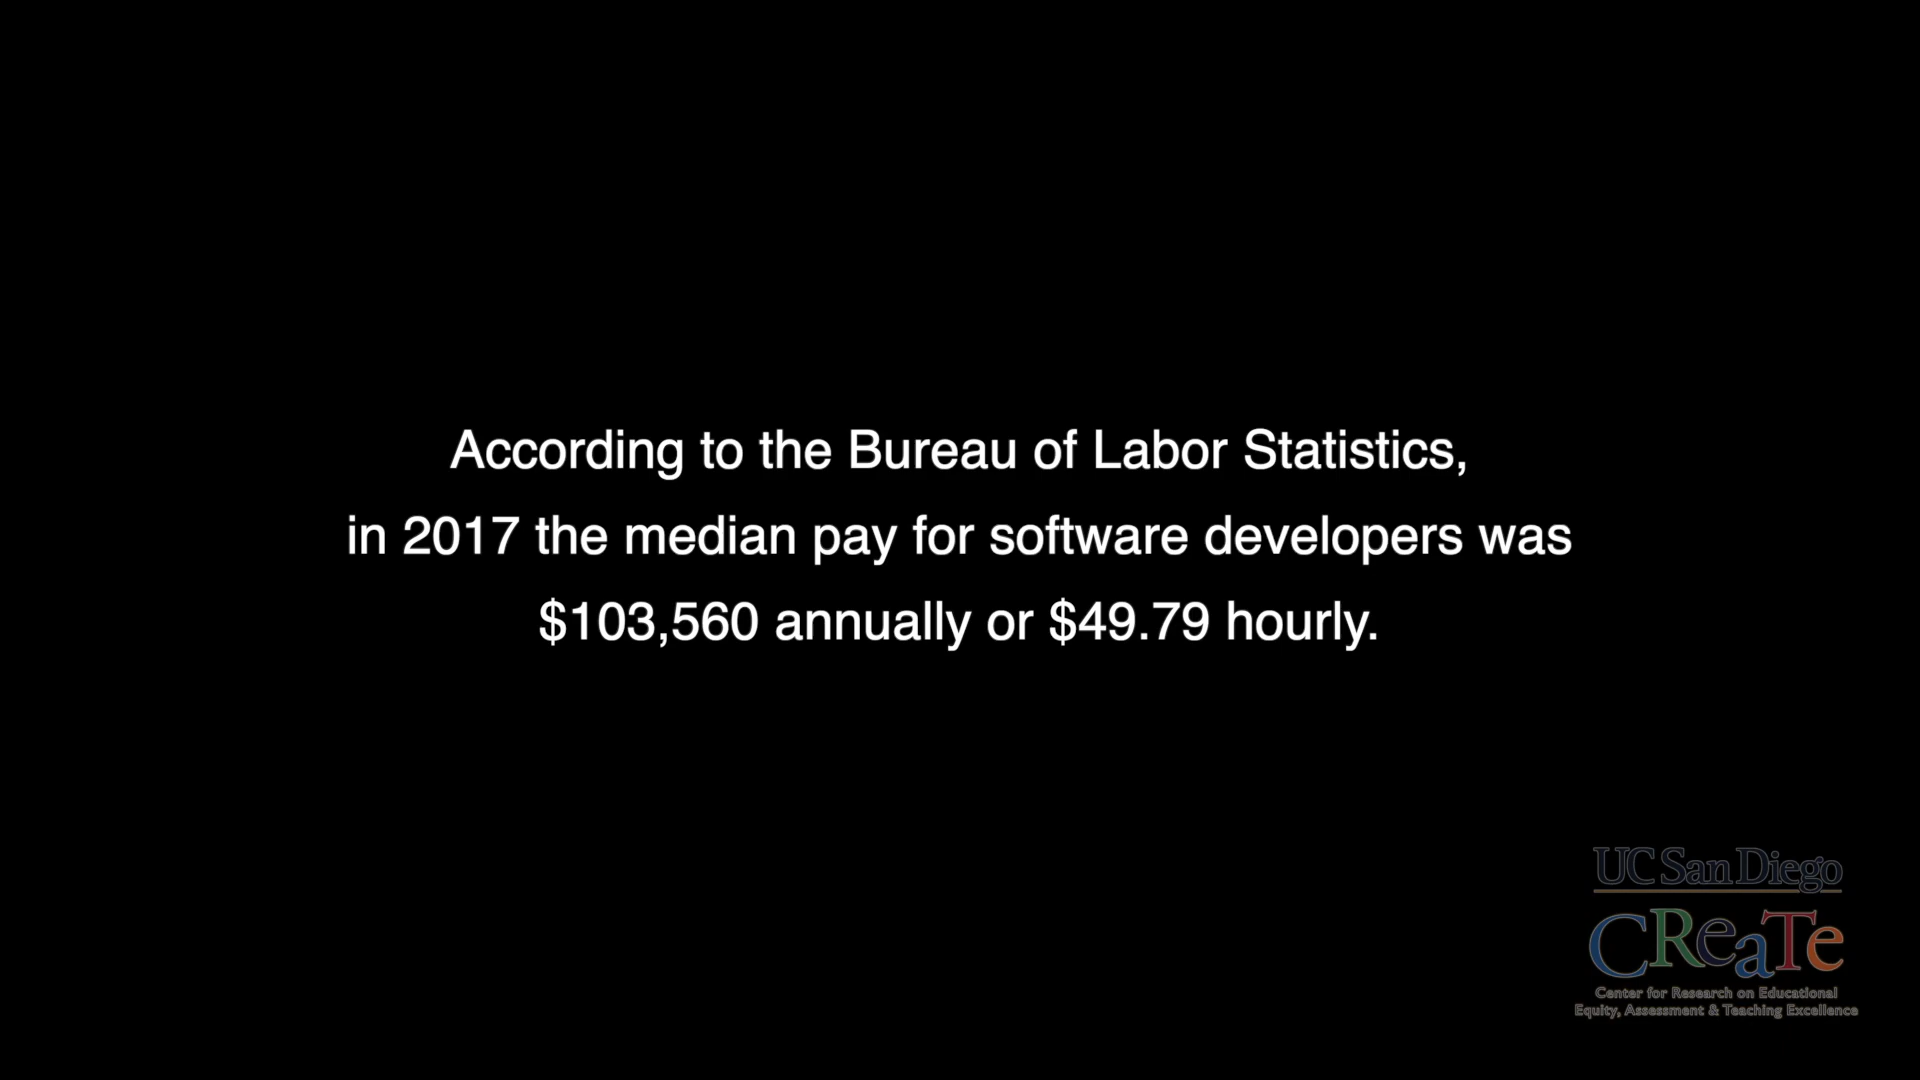 According to the Bureau of Labor Statistics,
in 2017 the median pay for software developers was
$103,560 annually or $49.79 hourly.
UC San Diego
CReaTe
Center for Research on Educational
Equity, Assessment & Teaching Excellence